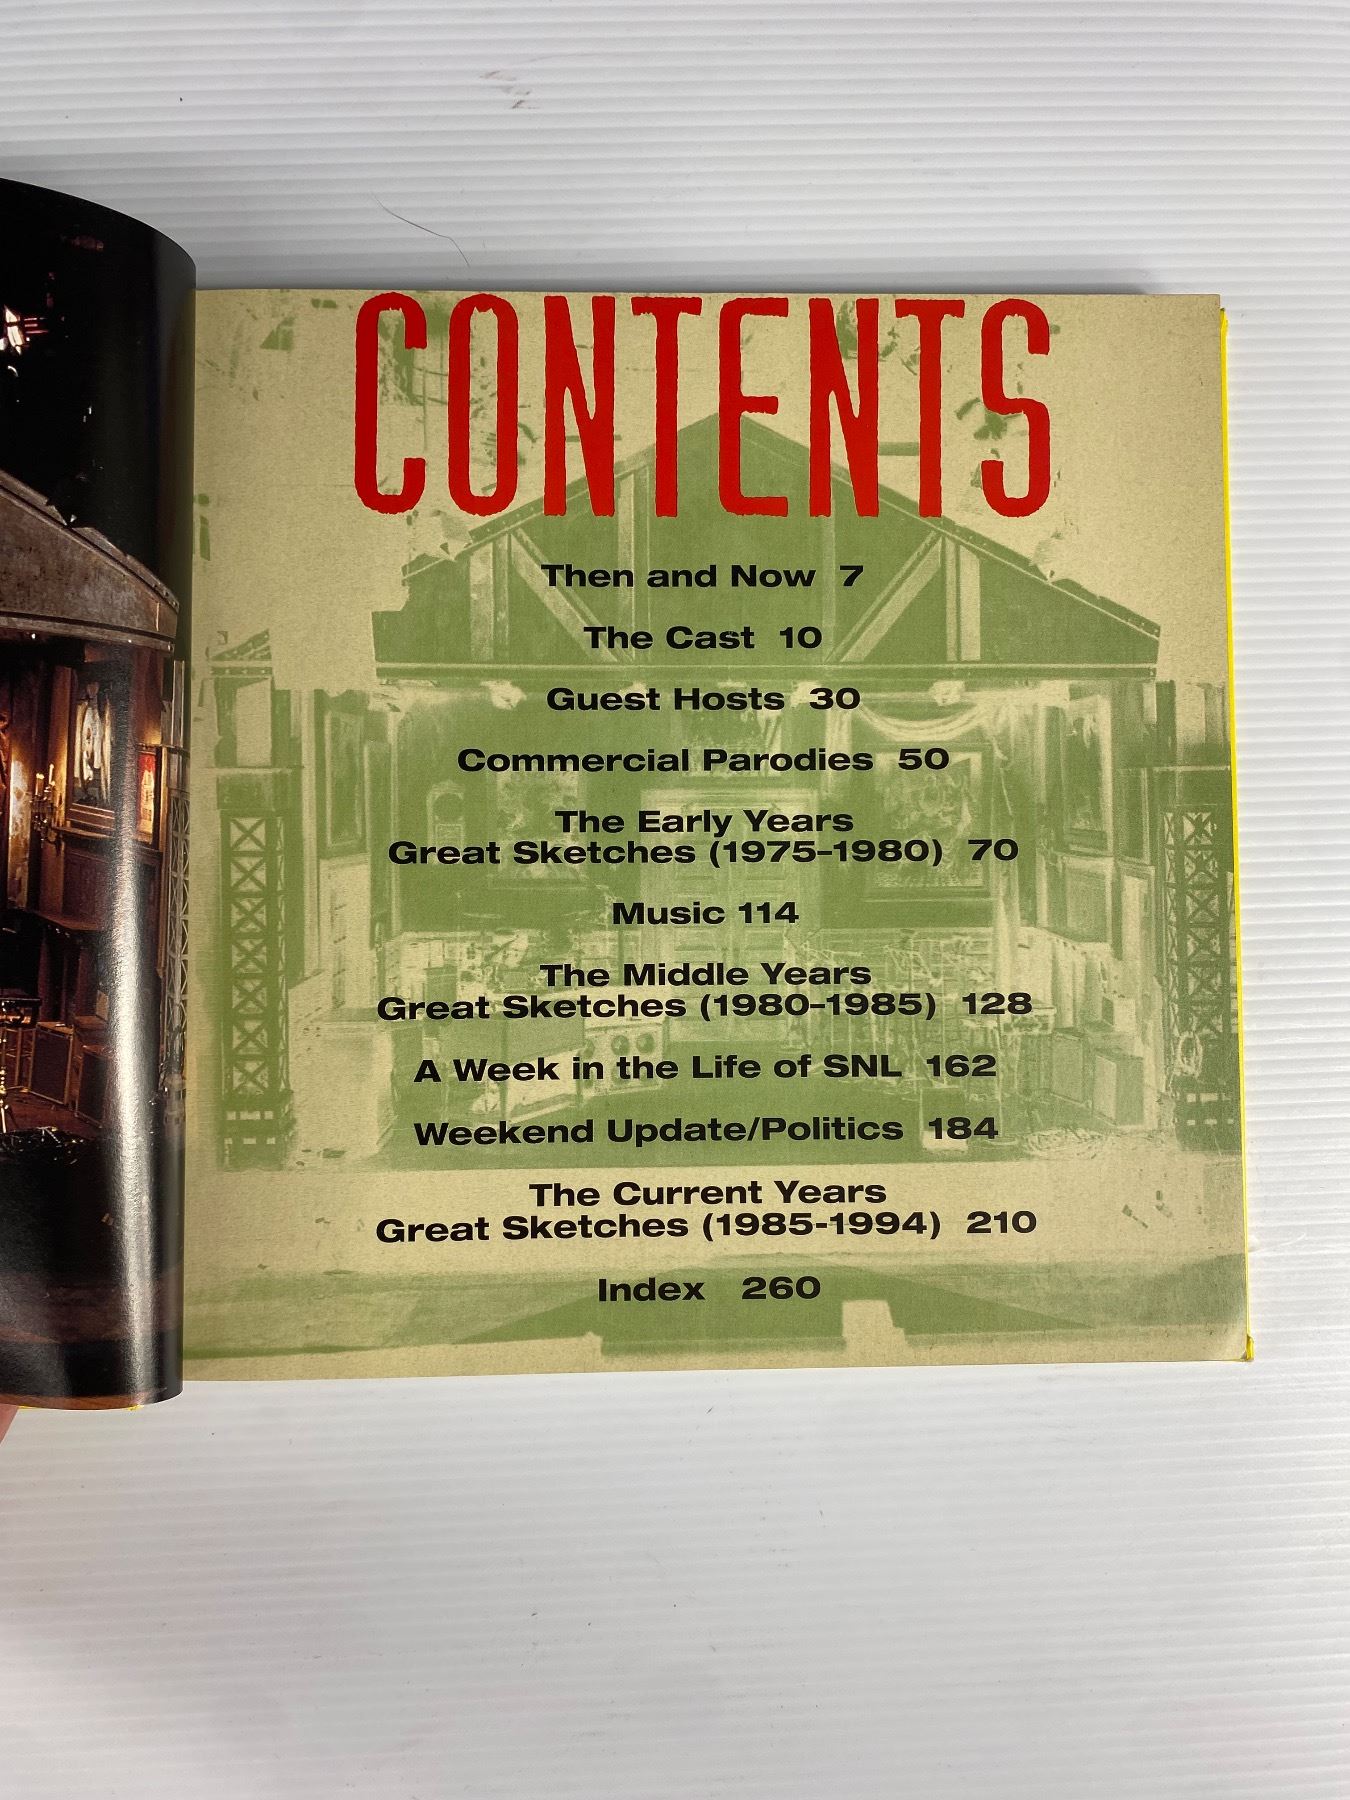 CONTENTS
Then and Now 7
The Cast 10
Guest Hosts 30
Commercial Parodies 50
The Early Years
Great Sketches (1975–1980) 70
Music 114
The Middle Years
Great Sketches (1980–1985) 128
A Week in the Life of SNL 162
Weekend Update/Politics 184
The Current Years
Great Sketches (1985-1994) 210
Index 260